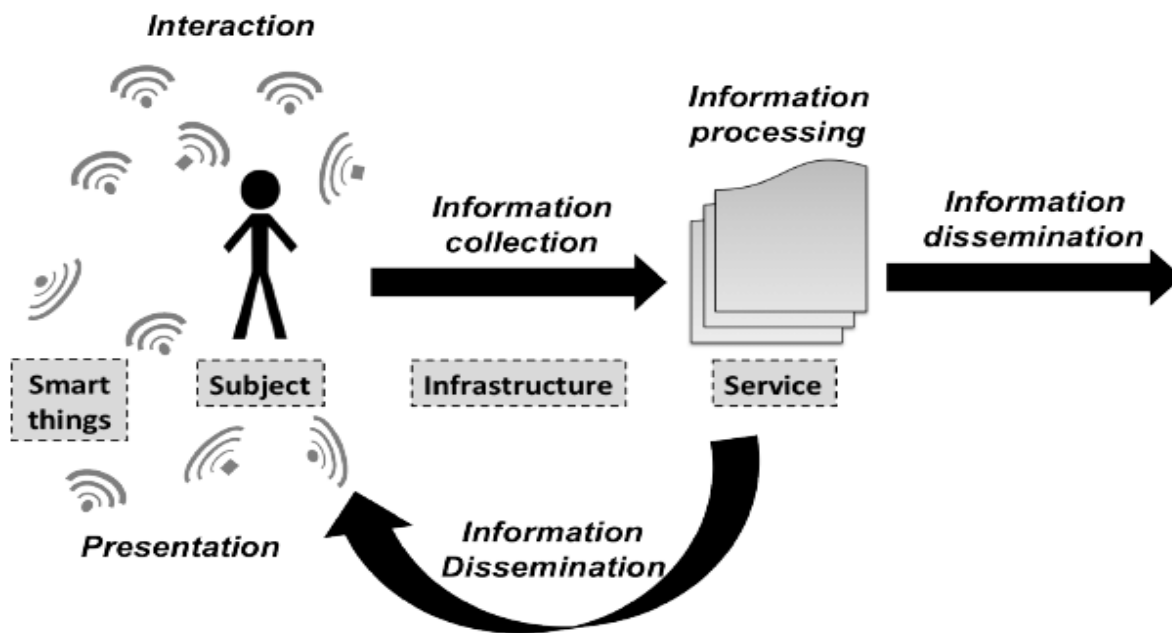 Interaction
Information
processing
Information
collection
Information
dissemination
Smart
things
Subject
Infrastructure
Service
Presentation
Information
Dissemination